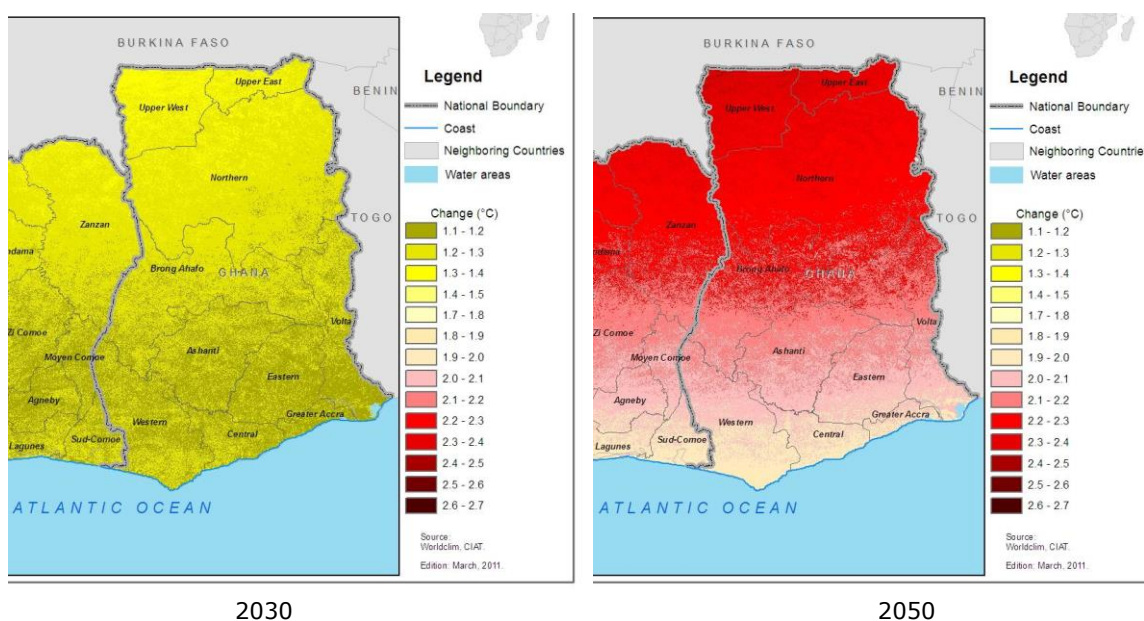 BURKINA FASO
Upper East
Upper West
BENIN
Northern
TOGO
Zanzan
ndama
Brong Ahafo
GHANA
Volta
Zi Comoe
Moyen Comoe
Ashanti
Eastern
Agneby
Greater Accra
Western
Central
Lagunes
Sud-Comoe
ATLANTIC OCEAN
Legend
National Boundary
Coast
Neighboring Countries
Water areas
Change (°C)
1.1 - 1.2
1.2 - 1.3
1.3 - 1.4
1.4 - 1.5
1.7 - 1.8
1.8 - 1.9
1.9 - 2.0
2.0 - 2.1
2.1 - 2.2
2.2 - 2.3
2.3 - 2.4
2.4 - 2.5
2.5 - 2.6
2.6 - 2.7
Source:
Worldclim, CIAT.
Edition: March, 2011.
2030
BURKINA FASO
Upper East
Upper West
BENIN
Northern
TOGO
Zanzan
ndama
Brong Ahafo
GHANA
Volta
Zi Comoe
Moyen Comoe
Ashanti
Eastern
Agneby
Greater Accra
Western
Central
Lagunes
Sud-Comoe
ATLANTIC OCEAN
Legend
National Boundary
Coast
Neighboring Countrie
Water areas
Change (°C)
1.1 - 1.2
1.2 - 1.3
1.3 - 1.4
1.4 - 1.5
1.7 - 1.8
1.8 - 1.9
1.9 - 2.0
2.0 - 2.1
2.1 - 2.2
2.2 - 2.3
2.3 - 2.4
2.4 - 2.5
2.5 - 2.6
2.6 - 2.7
Source:
Worldclim, CIAT.
Edition: March, 2011.
2050